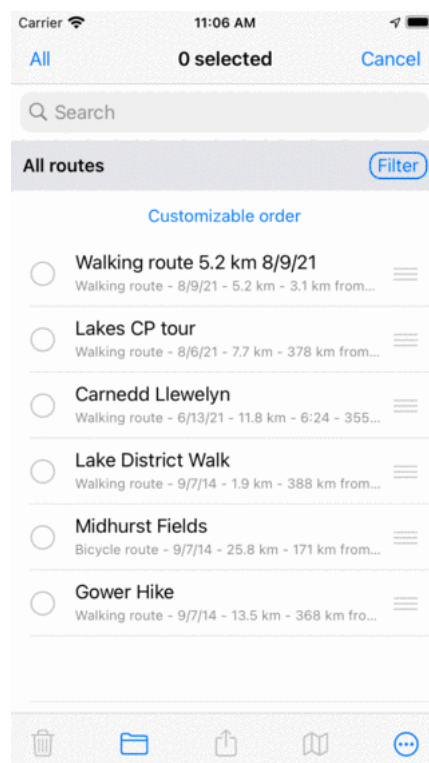 Carrier 11:06 AM
All 0 selected Cancel
Search
All routes Filter
Customizable order
Walking route 5.2 km 8/9/21
Walking route - 8/9/21 - 5.2 km - 3.1 km from...
Lakes CP tour
Walking route - 8/6/21 - 7.7 km - 378 km from...
Carnedd Llewelyn
Walking route - 6/13/21 - 11.8 km - 6:24 - 355...
Lake District Walk
Walking route - 9/7/14 - 1.9 km - 388 km from...
Midhurst Fields
Bicycle route - 9/7/14 - 25.8 km - 171 km from...
Gower Hike
Walking route - 9/7/14 - 13.5 km - 368 km fro...